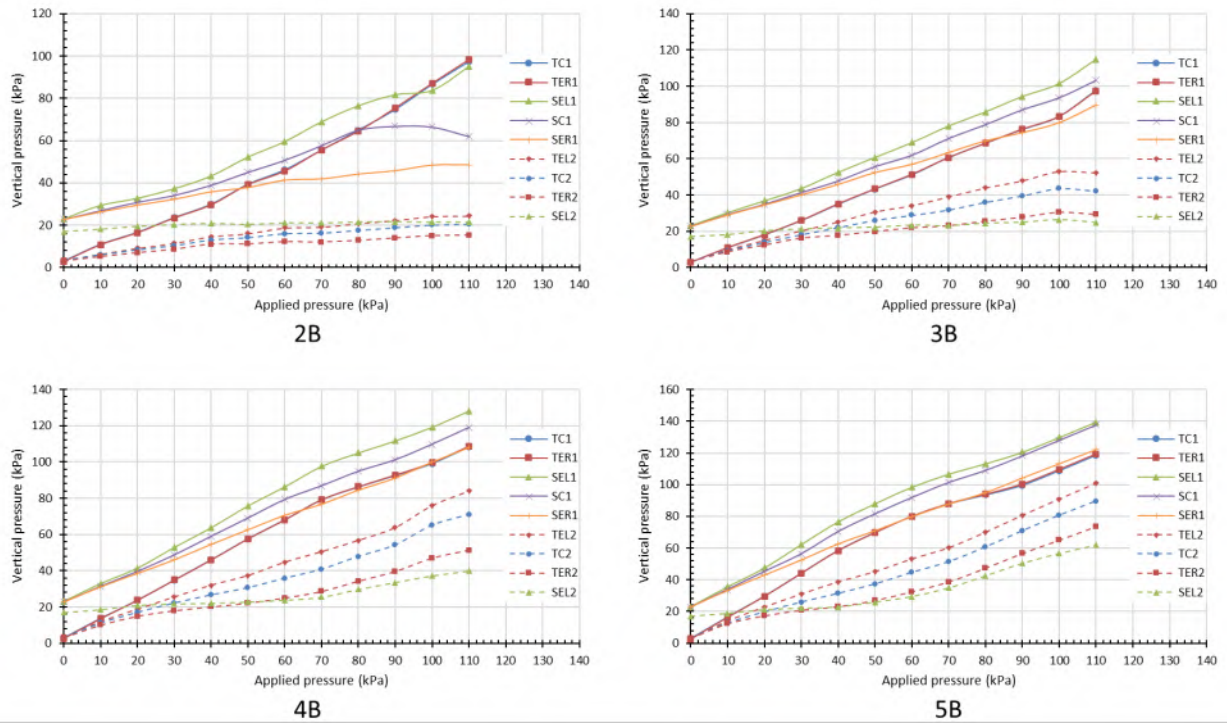 120
100
80
60
40
20
0
Vertical pressure (kPa)
0 10 20 30 40 50 60 70 80 90 100 110 120 130 140
Applied pressure (kPa)
TC1
TER1
SEL1
SC1
SER1
TEL2
TC2
TER2
SEL2
2B
140
120
100
80
60
40
20
0
Vertical pressure (kPa)
0 10 20 30 40 50 60 70 80 90 100 110 120 130 140
Applied pressure (kPa)
TC1
TER1
SEL1
SC1
SER1
TEL2
TC2
TER2
SEL2
3B
140
120
100
80
60
40
20
0
Vertical pressure (kPa)
0 10 20 30 40 50 60 70 80 90 100 110 120 130 140
Applied pressure (kPa)
TC1
TER1
SEL1
SC1
SER1
TEL2
TC2
TER2
SEL2
4B
160
140
120
100
80
60
40
20
0
Vertical pressure (kPa)
0 10 20 30 40 50 60 70 80 90 100 110 120 130 140
Applied pressure (kPa)
TC1
TER1
SEL1
SC1
SER1
TEL2
TC2
TER2
SEL2
5B